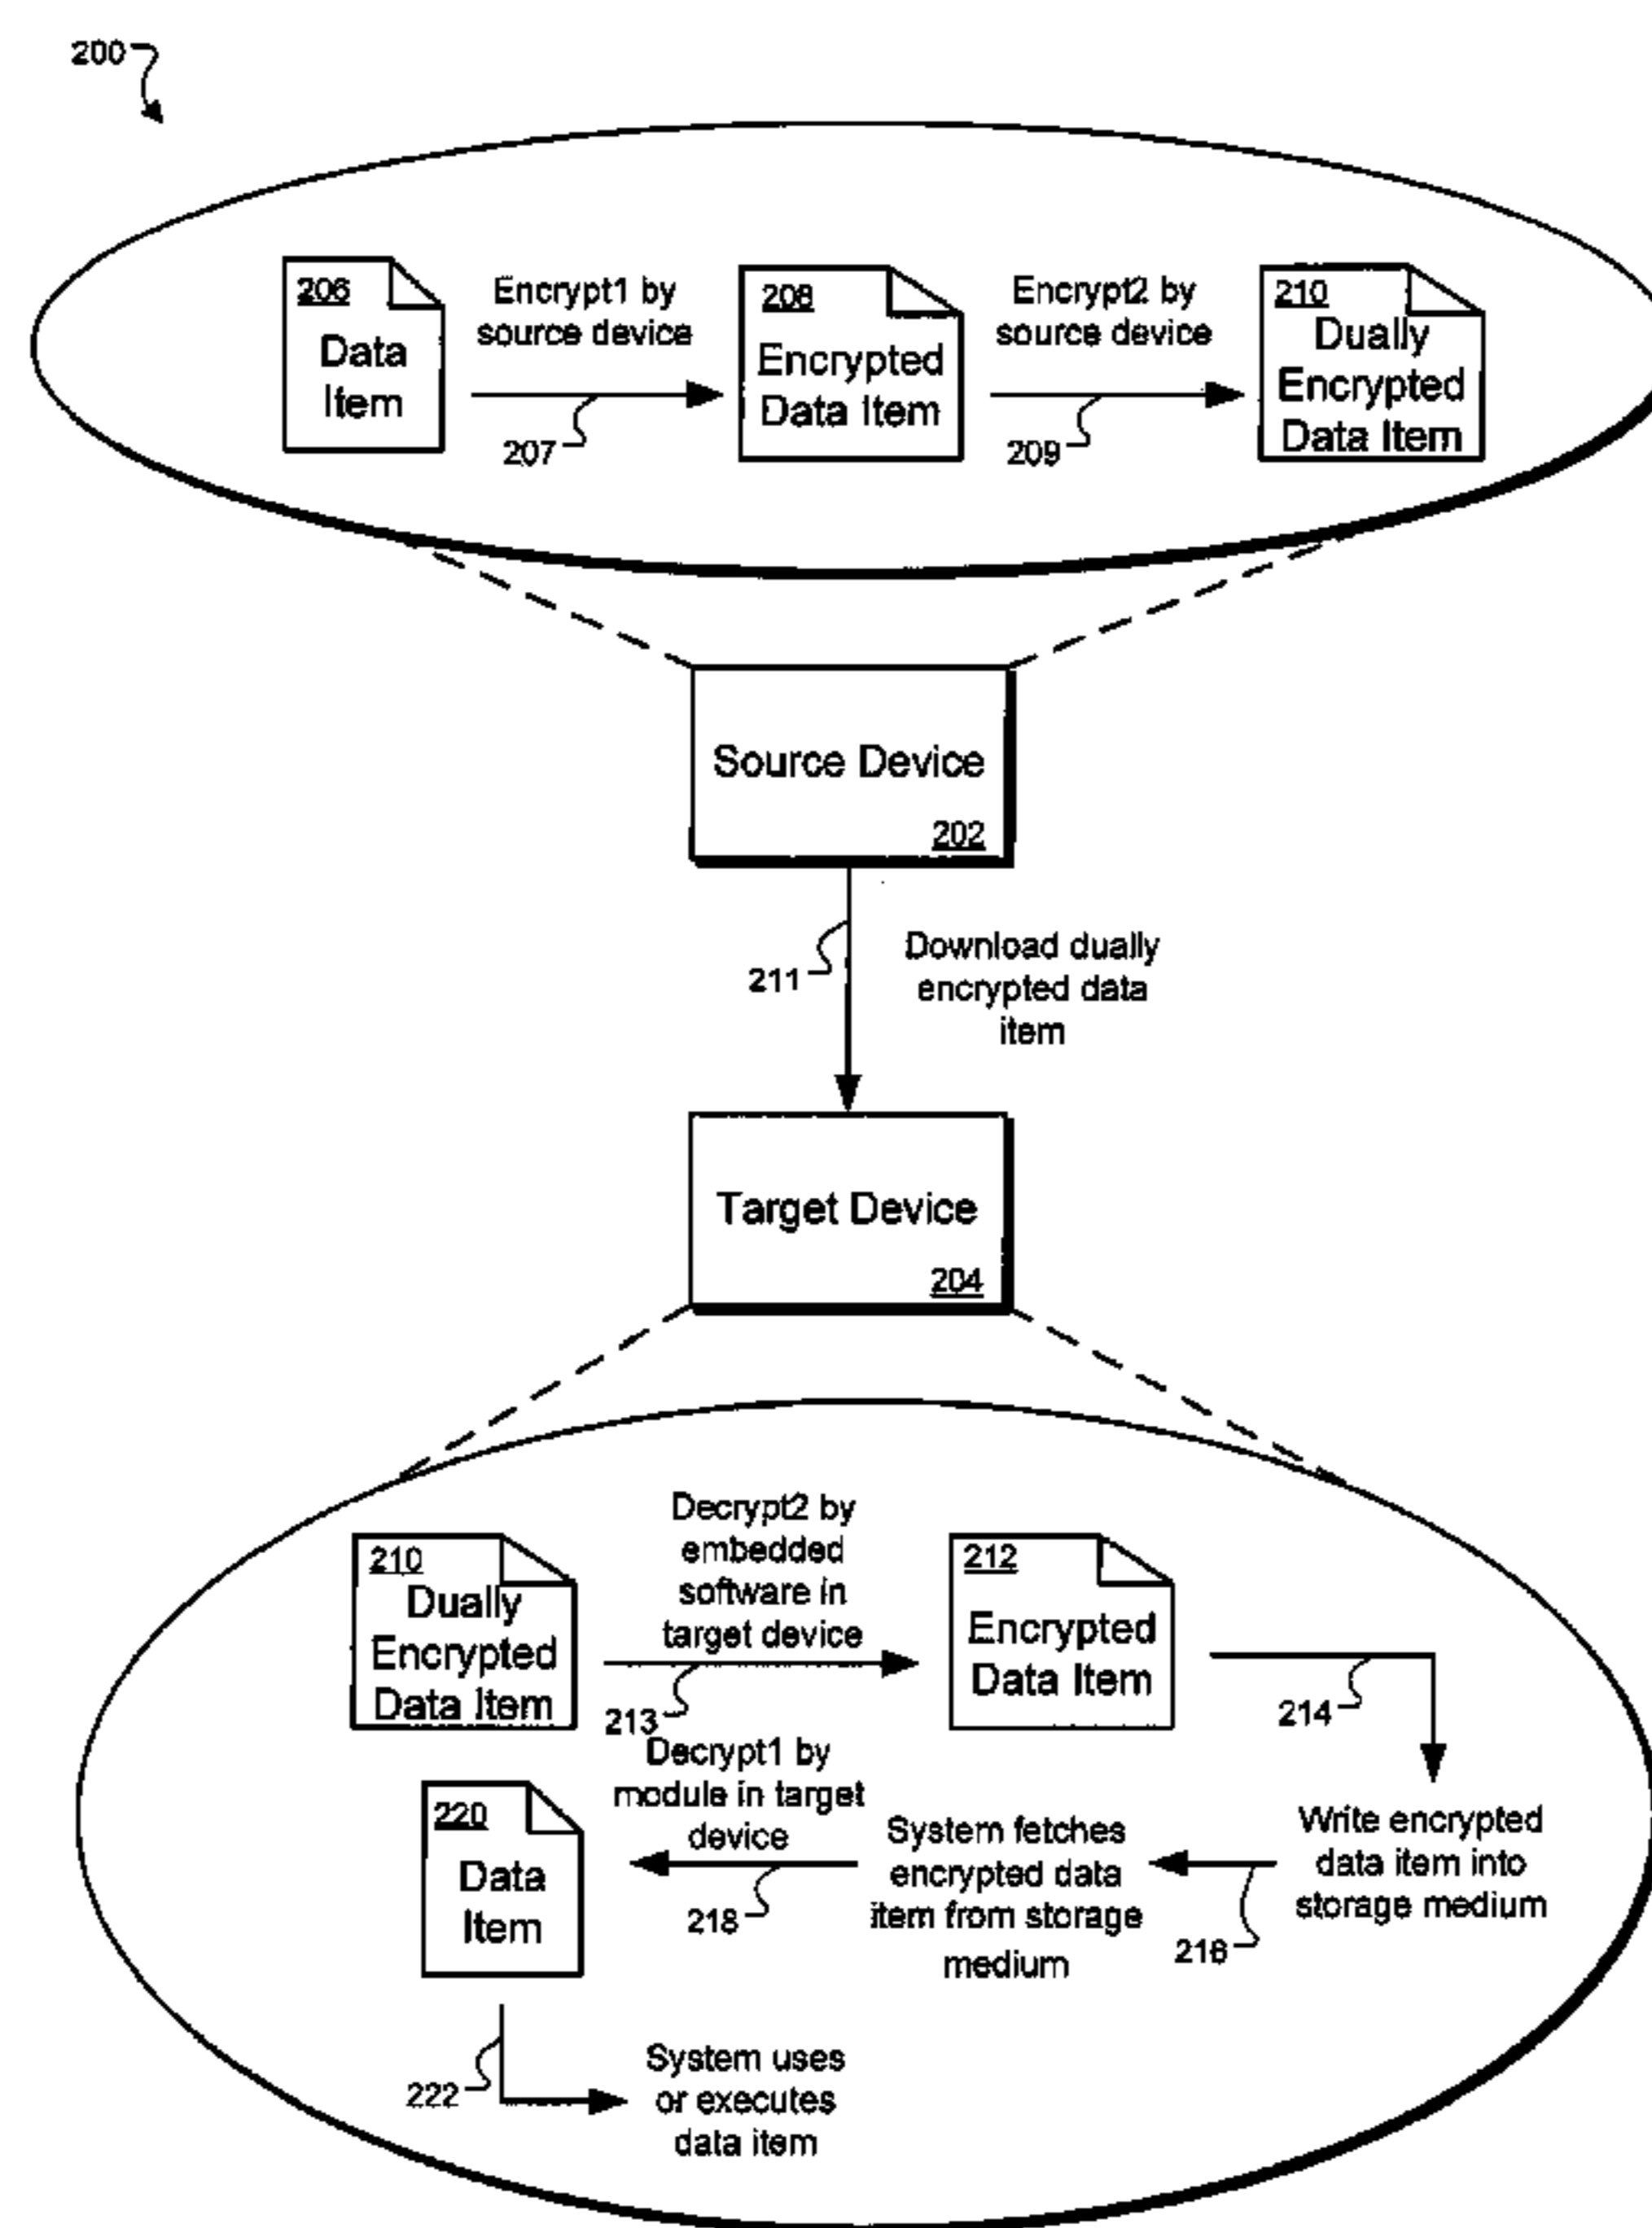 200
206
Data
Item
Encrypt1 by
source device
207
208
Encrypted
Data Item
Encrypt2 by
source device
209
210
Dually
Encrypted
Data Item
Source Device
202
211
Download dually
encrypted data
item
Target Device
204
210
Dually
Encrypted
Data Item
Decrypt2 by
embedded
software in
target device
213
212
Encrypted
Data Item
214
Write encrypted
data item into
storage medium
216
System fetches
encrypted data
item from storage
medium
Decrypt1 by
module in target
device
218
220
Data
Item
222
System uses
or executes
data item